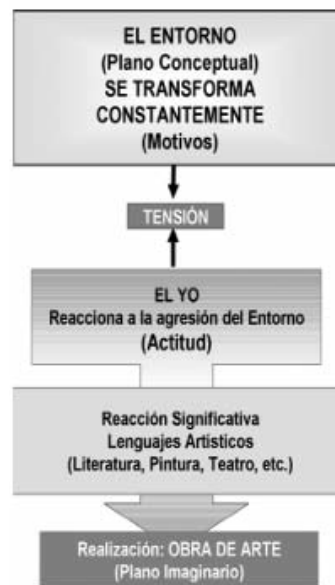 EL ENTORNO
(Plano Conceptual)
SE TRANSFORMA
CONSTANTEMENTE
(Motivos)
TENSIÓN
EL YO
Reacciona a la agresión del Entorno
(Actitud)
Reacción Significativa
Lenguajes Artísticos
(Literatura, Pintura, Teatro, etc.)
Realización: OBRA DE ARTE
(Plano Imaginario)